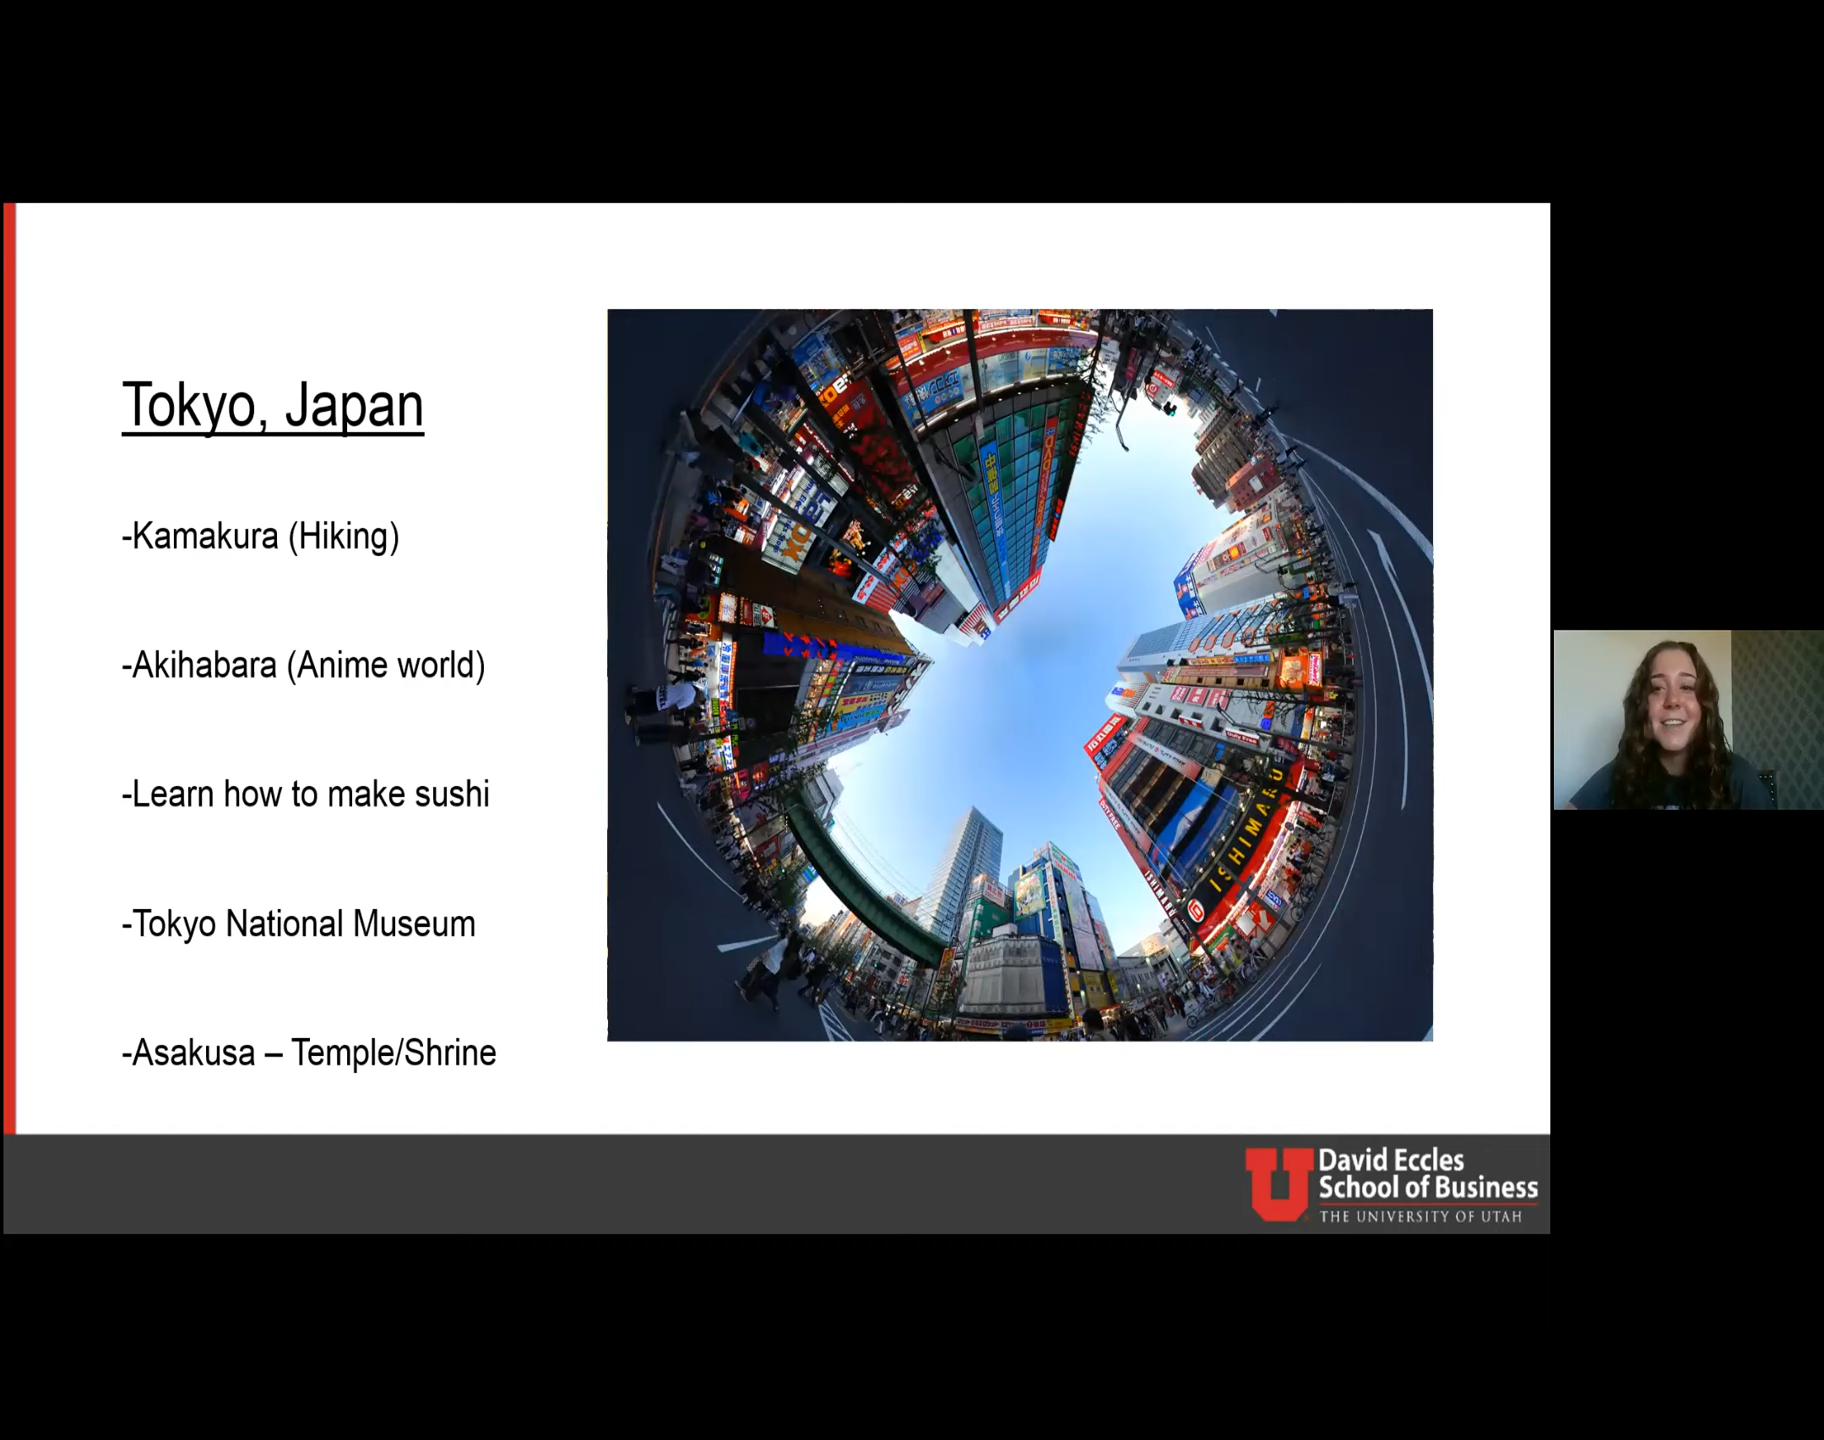 Tokyo, Japan
-Kamakura (Hiking)
-Akihabara (Anime world)
-Learn how to make sushi
-Tokyo National Museum
-Asakusa – Temple/Shrine
ISHIMARU
David Eccles
School of Business
THE UNIVERSITY OF UTAH